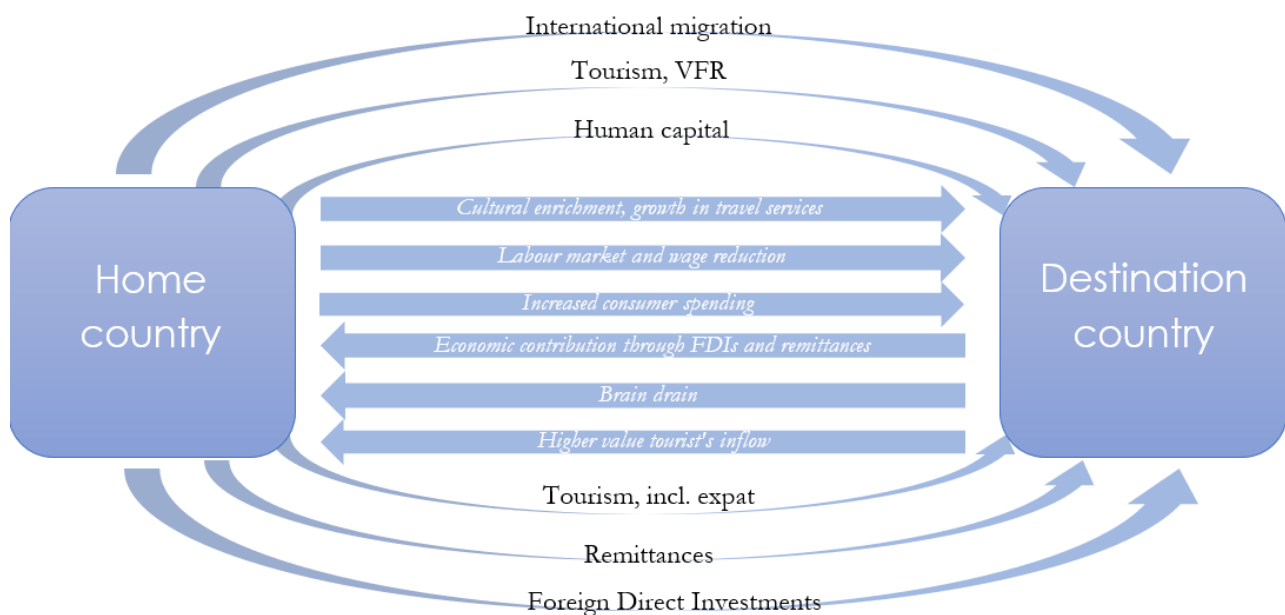 International migration
Tourism, VFR
Human capital
Cultural enrichment, growth in travel services
Labour market and wage reduction
Increased consumer spending
Economic contribution through FDIs and remittances
Brain drain
Higher value tourist's inflow
Home
country
Destination
country
Tourism, incl. expat
Remittances
Foreign Direct Investments